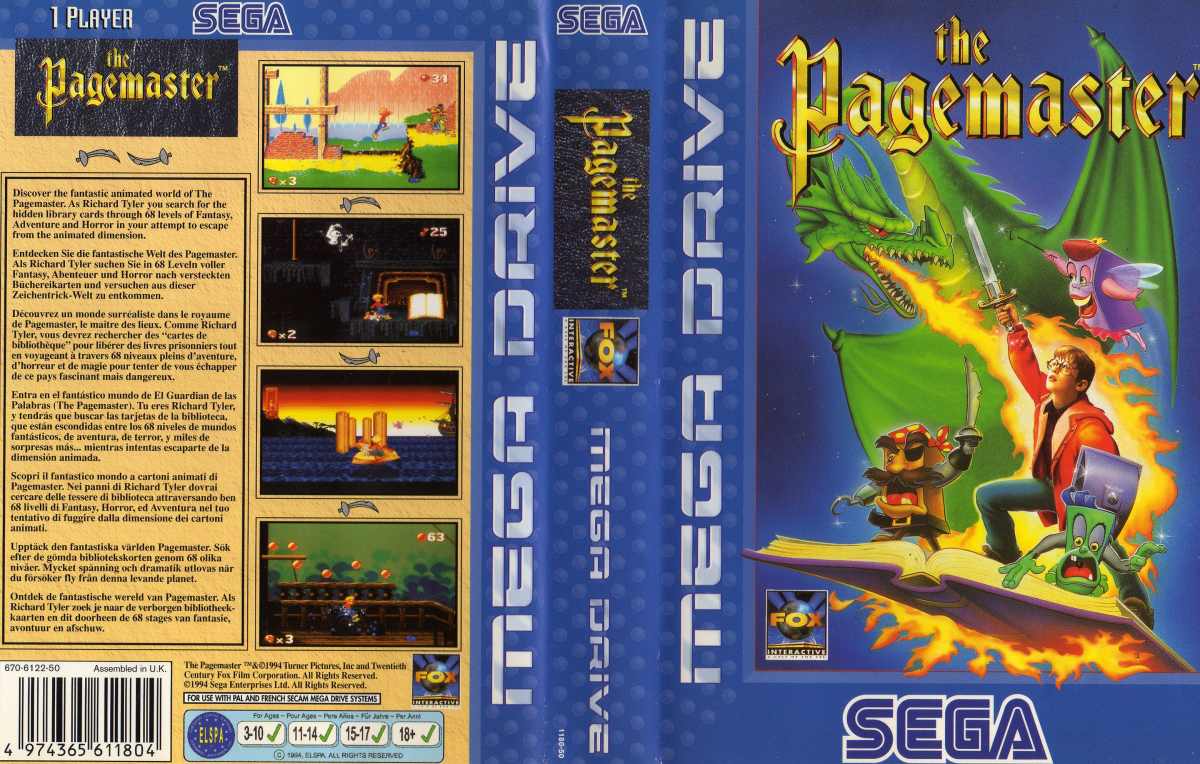 1 PLAYER
SEGA
the
Pagemaster™
Discover the fantastic animated world of The
Pagemaster. As Richard Tyler you search for the
hidden library cards through 68 levels of Fantasy,
Adventure and Horror in your attempt to escape
from the animated dimension.
Entdecken Sie die fantastische Welt des Pagemaster.
Als Richard Tyler suchen Sie in 68 Leveln voller
Fantasy, Abenteuer und Horror nach versteckten
Büchereikarten und versuchen aus dieser
Zeichentrick-Welt zu entkommen.
Découvrez un monde surréaliste dans le royaume
de Pagemaster, le maitre des lieux. Comme Richard
Tyler, vous devrez rechercher des “cartes de
bibliothèque” pour libérer des livres prisonniers tout
en voyageant à travers 68 niveaux pleins d'aventure,
d'horreur et de magie pour tenter de vous échapper
de ce pays fascinant mais dangereux.
Entra en el fantástico mundo de El Guardian de las
Palabras (The Pagemaster). Tu eres Richard Tyler,
y tendrás que buscar las tarjetas de la biblioteca,
que están escondidas entre los 68 niveles de mundos
fantásticos, de aventura, de terror, y miles de
sorpresas más... mientras intentas escaparte de la
dimensión animada.
Scopri il fantastico mondo a cartoni animati di
Pagemaster. Nei panni di Richard Tyler dovrai
cercare delle tessere di biblioteca attraversando ben
68 livelli di Fantasy, Horror, ed Avventura nel tuo
tentativo di fuggire dalla dimensione dei cartoni
animati.
Upptäck den fantastiska världen Pagemaster. Sök
efter de gömda bibliotekskorten genom 68 olika
nivåer. Mycket spånning och dramatik utlovas när
du försöker fly från denna levande planet.
Ontdek de fantastische wereld van Pagemaster. Als
Richard Tyler zoek je naar de verborgen bibliotheek-
kaarten en dit doorheen de 68 stages van fantasie,
avontuur en afschuw.
31
×3
25
×2
63
×3
670-6122-50 Assembled in U.K.
4 974365 611804
The Pagemaster ™&©1994 Turner Pictures, Inc and Twentieth
Century Fox Film Corporation. All Rights Reserved.
©1994 Sega Enterprises Ltd. All Rights Reserved.
FOR USE WITH PAL AND FRENCH SECAM MEGA DRIVE SYSTEMS
FOX
INTERACTIVE
ELSPA
For Ages – Pour Ages – Pera Años – Für Jahre – Per Anni
3-10 11-14 15-17 18+
© 1994, ELSPA. ALL RIGHTS RESERVED
MEGA DRIVE
SEGA
the
Pagemaster™
FOX
INTERACTIVE
MEGA DRIVE
1180-50
MEGA DRIVE
the
Pagemaster™
FOX
INTERACTIVE
SEGA